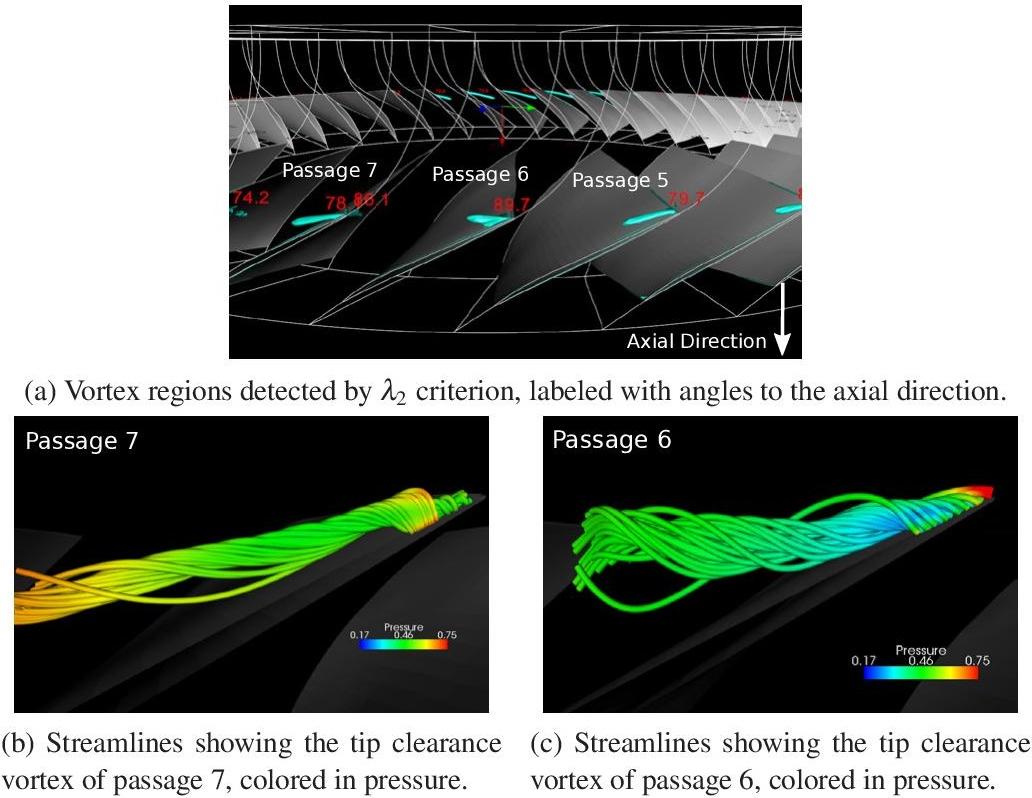 Passage 7
Passage 6
Passage 5
74.2
78.
86.1
89.7
79.7
Axial Direction
(a) Vortex regions detected by λ₂ criterion, labeled with angles to the axial direction.
Passage 7
Pressure
0.17 0.46 0.75
Passage 6
Pressure
0.17 0.46 0.75
(b) Streamlines showing the tip clearance
vortex of passage 7, colored in pressure.
(c) Streamlines showing the tip clearance
vortex of passage 6, colored in pressure.